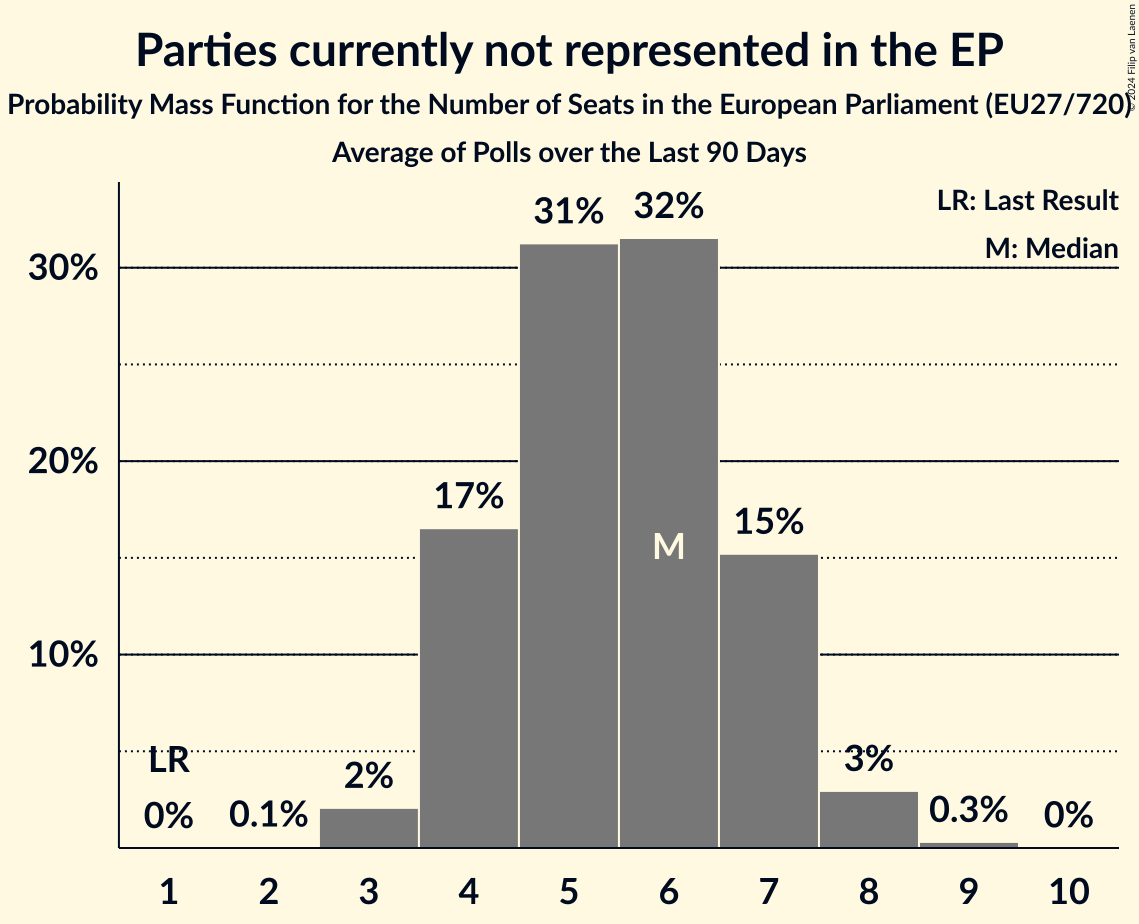 Parties currently not represented in the EP
Probability Mass Function for the Number of Seats in the European Parliament (EU27/720)
Average of Polls over the Last 90 Days
© 2024 Filip van Laenen
LR: Last Result
M: Median
30%
20%
10%
LR
0%
0.1%
2%
17%
31%
32%
M
15%
3%
0.3%
0%
1 2 3 4 5 6 7 8 9 10